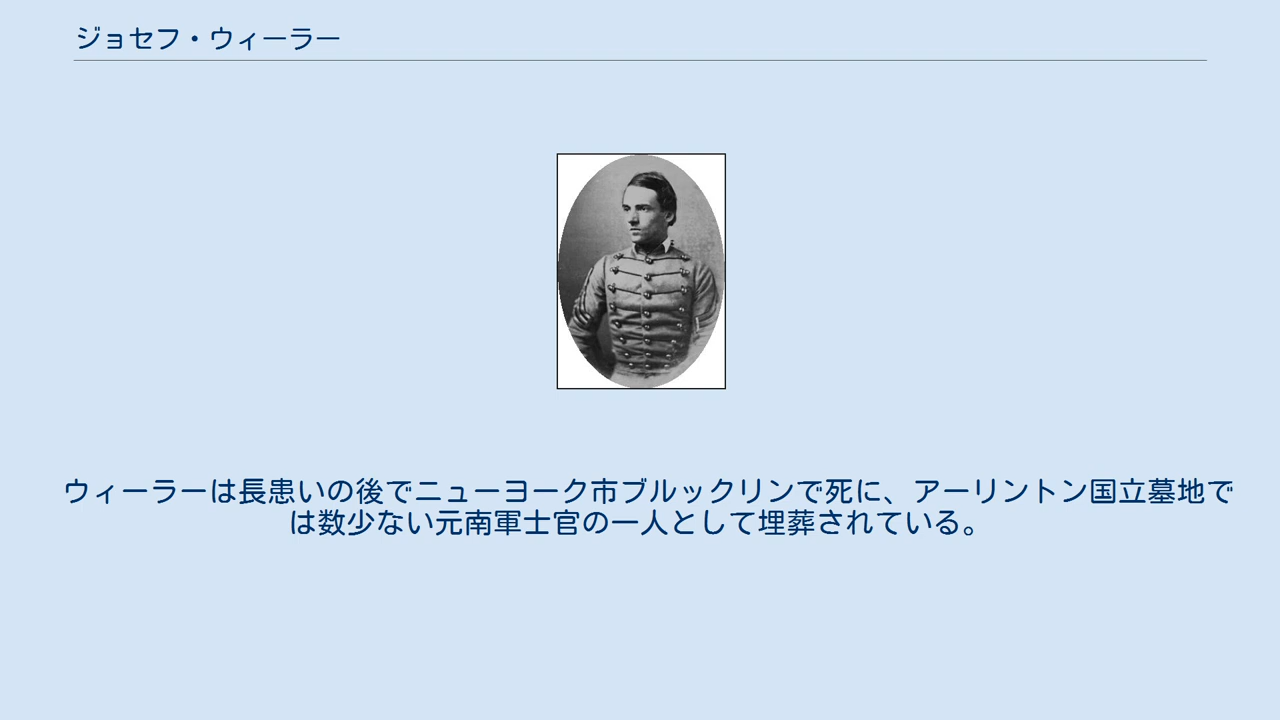 ジョセフ・ウィーラー
ウィーラーは長患いの後でニューヨーク市ブルックリンで死に、アーリントン国立墓地で
は数少ない元南軍士官の一人として埋葬されている。